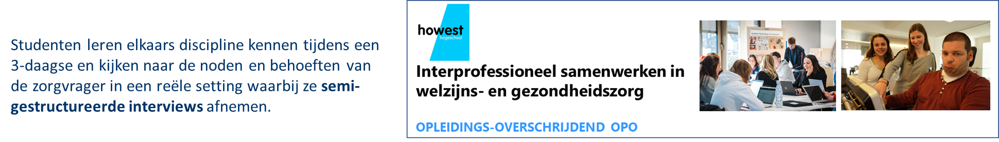 Studenten leren elkaars discipline kennen tijdens een
3-daagse en kijken naar de noden en behoeften van
de zorgvrager in een reële setting waarbij ze semi-
gestructureerde interviews afnemen.
howest
hogeschool
Interprofessioneel samenwerken in
welzijns- en gezondheidszorg
OPLEIDINGS-OVERSCHRIJDEND OPO